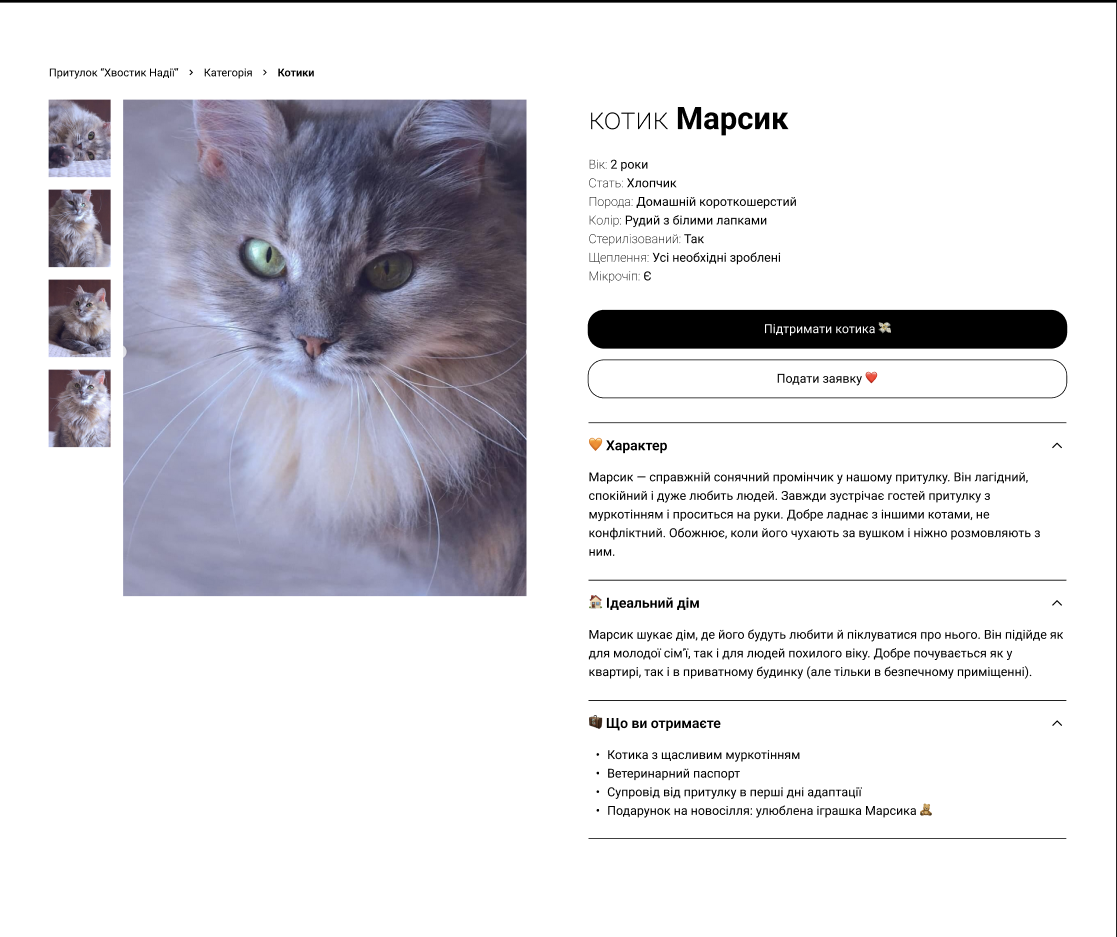 Притулок “Хвостик Надії” > Категорія > Котики
котик Марсик
Вік: 2 роки
Стать: Хлопчик
Порода: Домашній короткошерстий
Колір: Рудий з білими лапками
Стерилізований: Так
Щеплення: Усі необхідні зроблені
Мікрочіп: Є
Підтримати котика 💸
Подати заявку ❤️
🧡 Характер
Марсик — справжній сонячний промінчик у нашому притулку. Він лагідний,
спокійний і дуже любить людей. Завжди зустрічає гостей притулку з
муркотінням і проситься на руки. Добре ладнає з іншими котами, не
конфліктний. Обожнює, коли його чухають за вушком і ніжно розмовляють з
ним.
🏠 Ідеальний дім
Марсик шукає дім, де його будуть любити й піклуватися про нього. Він підійде як
для молодої сім’ї, так і для людей похилого віку. Добре почувається як у
квартирі, так і в приватному будинку (але тільки в безпечному приміщенні).
🧳 Що ви отримаєте
• Котика з щасливим муркотінням
• Ветеринарний паспорт
• Супровід від притулку в перші дні адаптації
• Подарунок на новосілля: улюблена іграшка Марсика 🧸